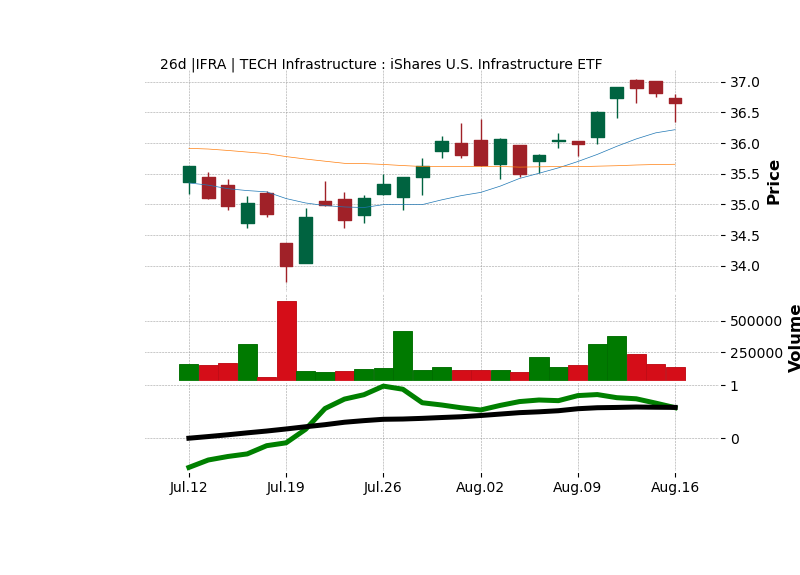 26d |IFRA | TECH Infrastructure : iShares U.S. Infrastructure ETF
37.0
36.5
36.0
35.5
35.0
34.5
34.0
Price
500000
250000
Volume
1
0
Jul.12 Jul.19 Jul.26 Aug.02 Aug.09 Aug.16